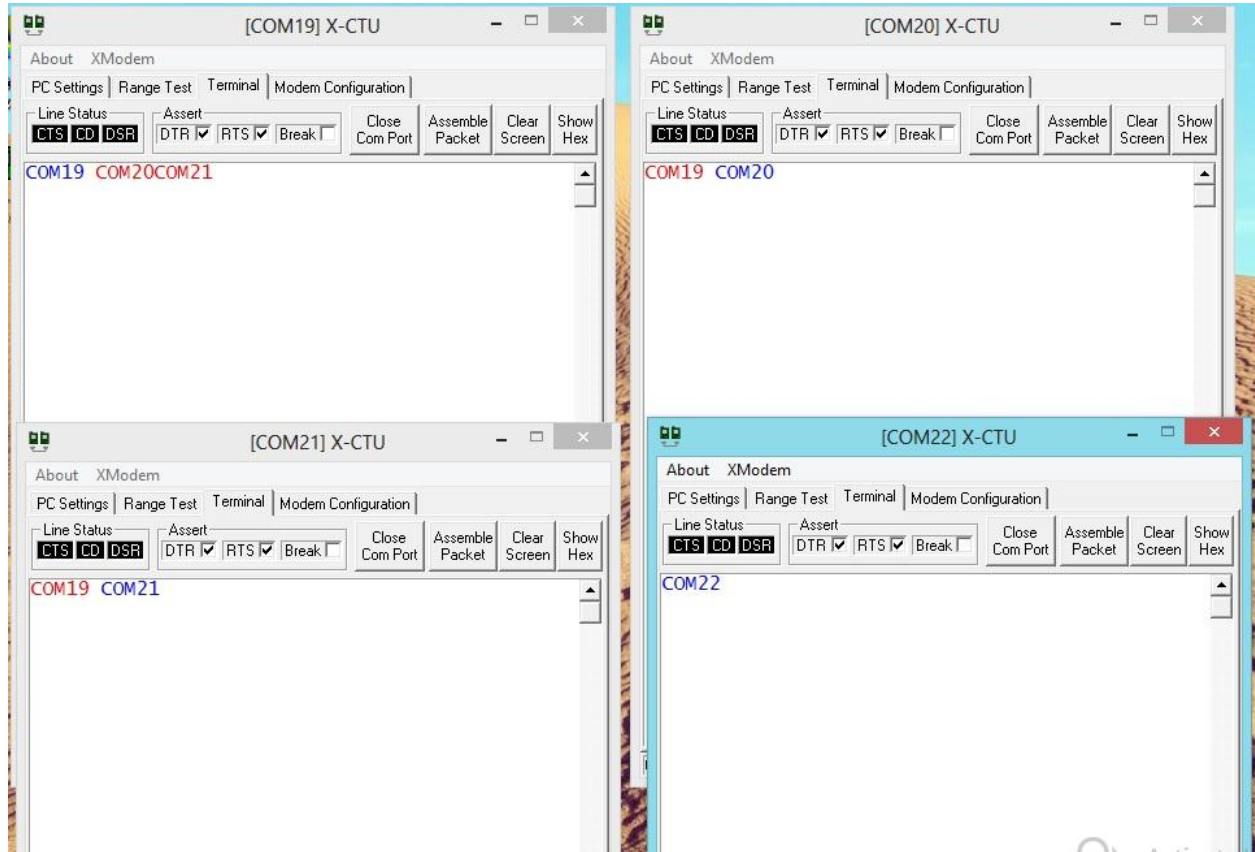 [COM19] X-CTU
About XModem
PC Settings Range Test Terminal Modem Configuration
Line Status Assert
CTS CD DSR DTR RTS Break
Close Com Port
Assemble Packet
Clear Screen
Show Hex
COM19 COM20COM21
[COM20] X-CTU
About XModem
PC Settings Range Test Terminal Modem Configuration
Line Status Assert
CTS CD DSR DTR RTS Break
Close Com Port
Assemble Packet
Clear Screen
Show Hex
COM19 COM20
[COM21] X-CTU
About XModem
PC Settings Range Test Terminal Modem Configuration
Line Status Assert
CTS CD DSR DTR RTS Break
Close Com Port
Assemble Packet
Clear Screen
Show Hex
COM19 COM21
[COM22] X-CTU
About XModem
PC Settings Range Test Terminal Modem Configuration
Line Status Assert
CTS CD DSR DTR RTS Break
Close Com Port
Assemble Packet
Clear Screen
Show Hex
COM22